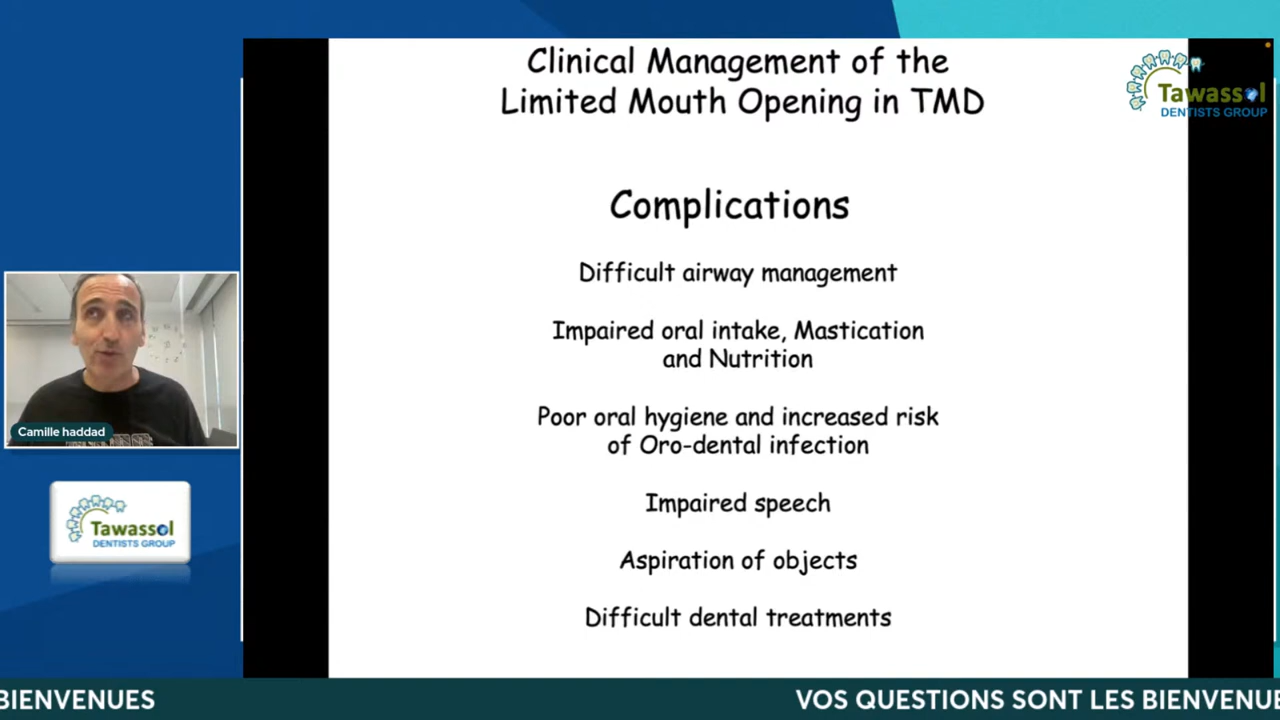 Clinical Management of the
Limited Mouth Opening in TMD
Tawassol
DENTISTS GROUP
Complications
Difficult airway management
Impaired oral intake, Mastication
and Nutrition
Poor oral hygiene and increased risk
of Oro-dental infection
Camille haddad
Impaired speech
Tawassol
DENTISTS GROUP
Aspiration of objects
Difficult dental treatments
BIENVENUES
VOS QUESTIONS SONT LES BIENVENUE